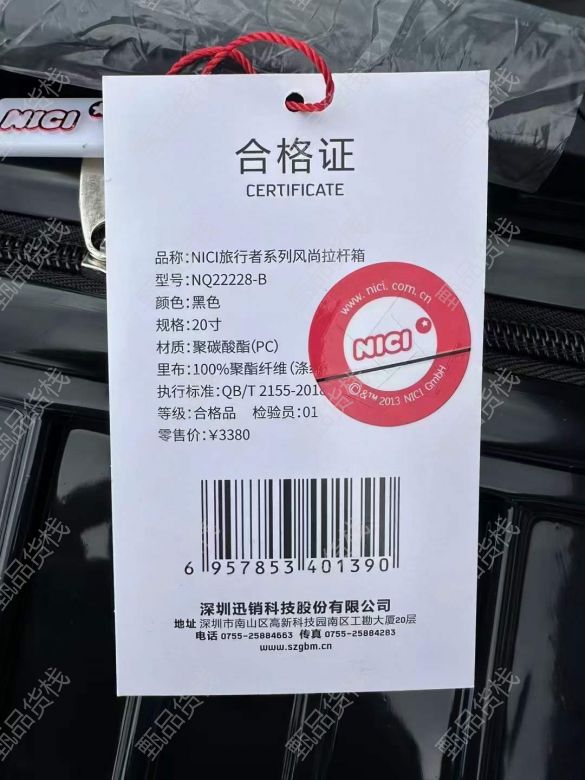 NICI
合格证
CERTIFICATE
品称:NICI旅行者系列风尚拉杆箱
型号:NQ22228-B
颜色:黑色
规格:20寸
材质:聚碳酸酯(PC)
里布:100%聚酯纤维(涤
执行标准:QB/T 2155-2018
等级:合格品 检验员:01
零售价:¥3380
www.nici.com.cn
NICI
©&™2013 NICI GmbH
6 957853 401390
深圳迅销科技股份有限公司
地址 深圳市南山区高新科技园南区工勘大厦20层
电话 0755-25884663 传真 0755-25884283
www.szgbm.cn
甄品货栈